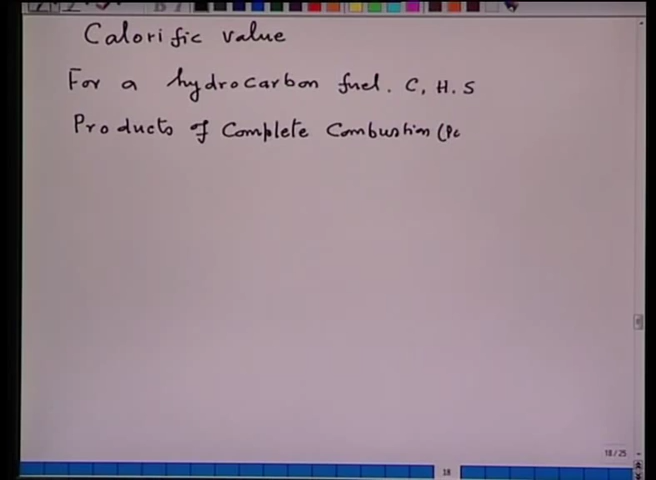 Calorific value
For a hydrocarbon fuel. C, H. S
Products of Complete Combustion (Pc
18/25
18